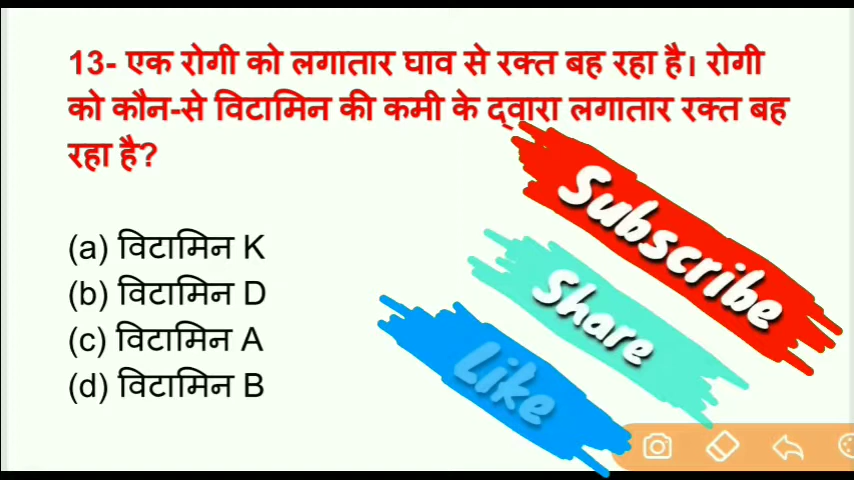 13- एक रोगी को लगातार घाव से रक्त बह रहा है। रोगी
को कौन-से विटामिन की कमी के द्वारा लगातार रक्त बह
रहा है?
(a) विटामिन K
(b) विटामिन D
(c) विटामिन A
(d) विटामिन B
Subscribe
Share
Like